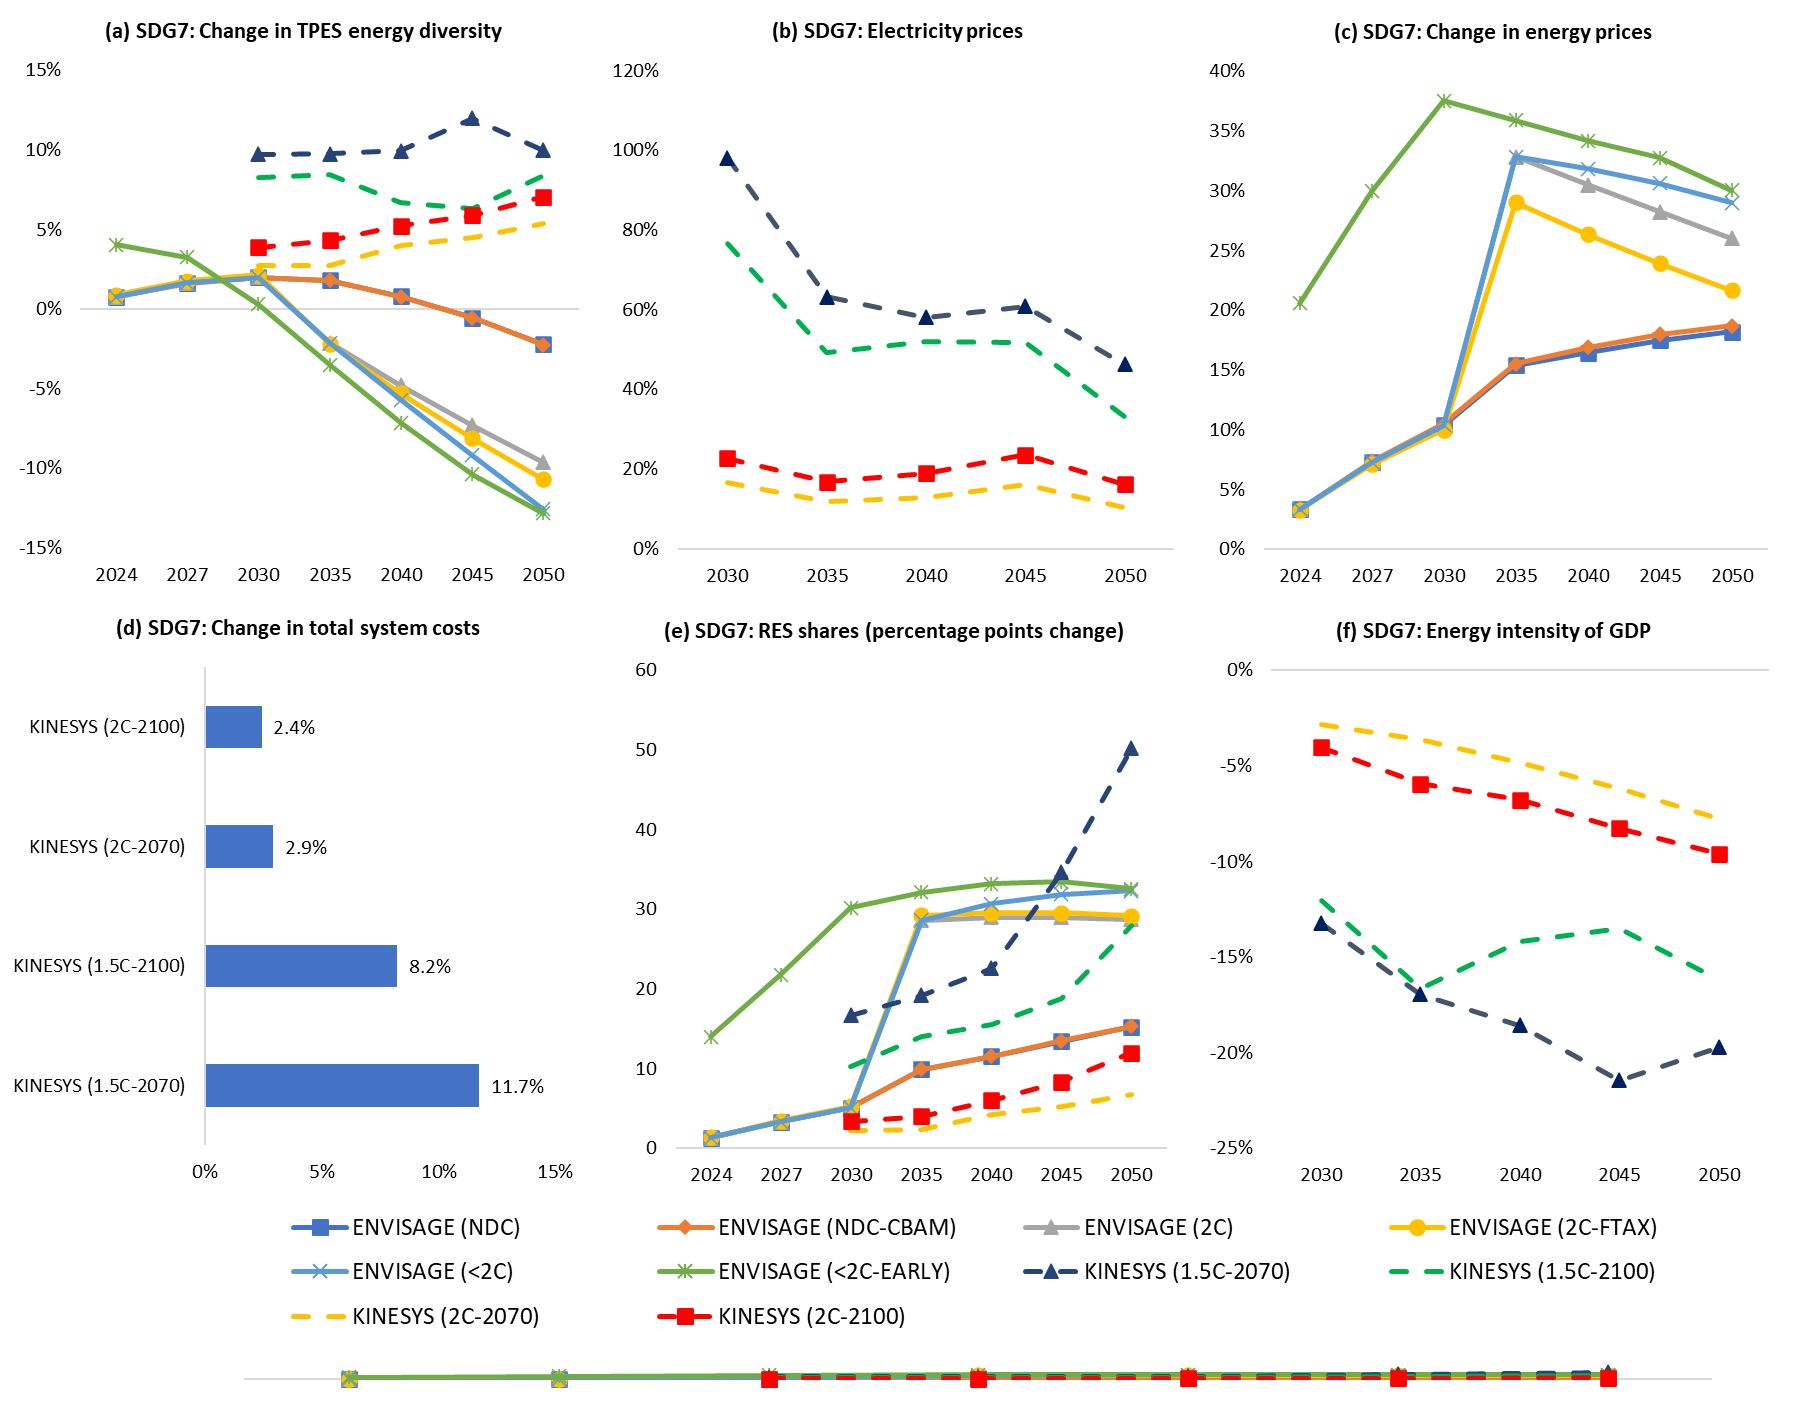 (a) SDG7: Change in TPES energy diversity
15%
10%
5%
0%
-5%
-10%
-15%
2024 2027 2030 2035 2040 2045 2050
(b) SDG7: Electricity prices
120%
100%
80%
60%
40%
20%
0%
2030 2035 2040 2045 2050
(c) SDG7: Change in energy prices
40%
35%
30%
25%
20%
15%
10%
5%
0%
2024 2027 2030 2035 2040 2045 2050
(d) SDG7: Change in total system costs
KINESYS (2C-2100) 2.4%
KINESYS (2C-2070) 2.9%
KINESYS (1.5C-2100) 8.2%
KINESYS (1.5C-2070) 11.7%
0% 5% 10% 15%
(e) SDG7: RES shares (percentage points change)
60
50
40
30
20
10
0
2024 2027 2030 2035 2040 2045 2050
(f) SDG7: Energy intensity of GDP
0%
-5%
-10%
-15%
-20%
-25%
2030 2035 2040 2045 2050
ENVISAGE (NDC) ENVISAGE (NDC-CBAM) ENVISAGE (2C) ENVISAGE (2C-FTAX)
ENVISAGE (<2C) ENVISAGE (<2C-EARLY) KINESYS (1.5C-2070) KINESYS (1.5C-2100)
KINESYS (2C-2070) KINESYS (2C-2100)